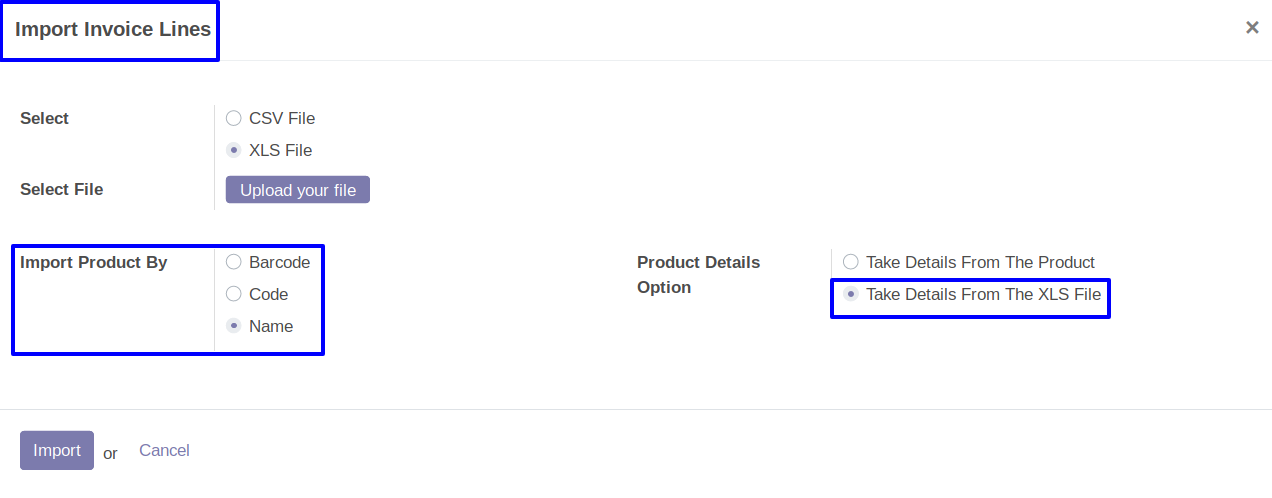 Import Invoice Lines
×
Select
CSV File
XLS File
Select File
Upload your file
Import Product By
Barcode
Code
Name
Product Details
Option
Take Details From The Product
Take Details From The XLS File
Import or Cancel